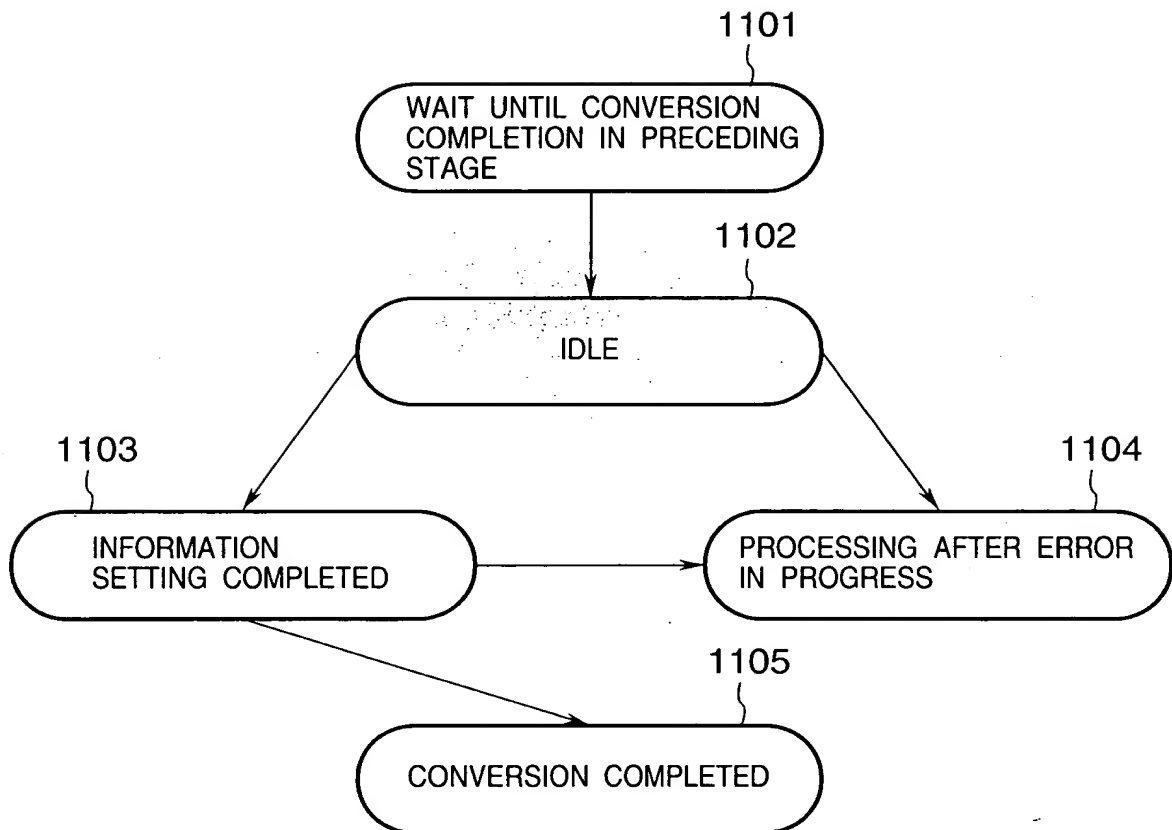 1101
WAIT UNTIL CONVERSION
COMPLETION IN PRECEDING
STAGE
1102
IDLE
1103
INFORMATION
SETTING COMPLETED
1104
PROCESSING AFTER ERROR
IN PROGRESS
1105
CONVERSION COMPLETED